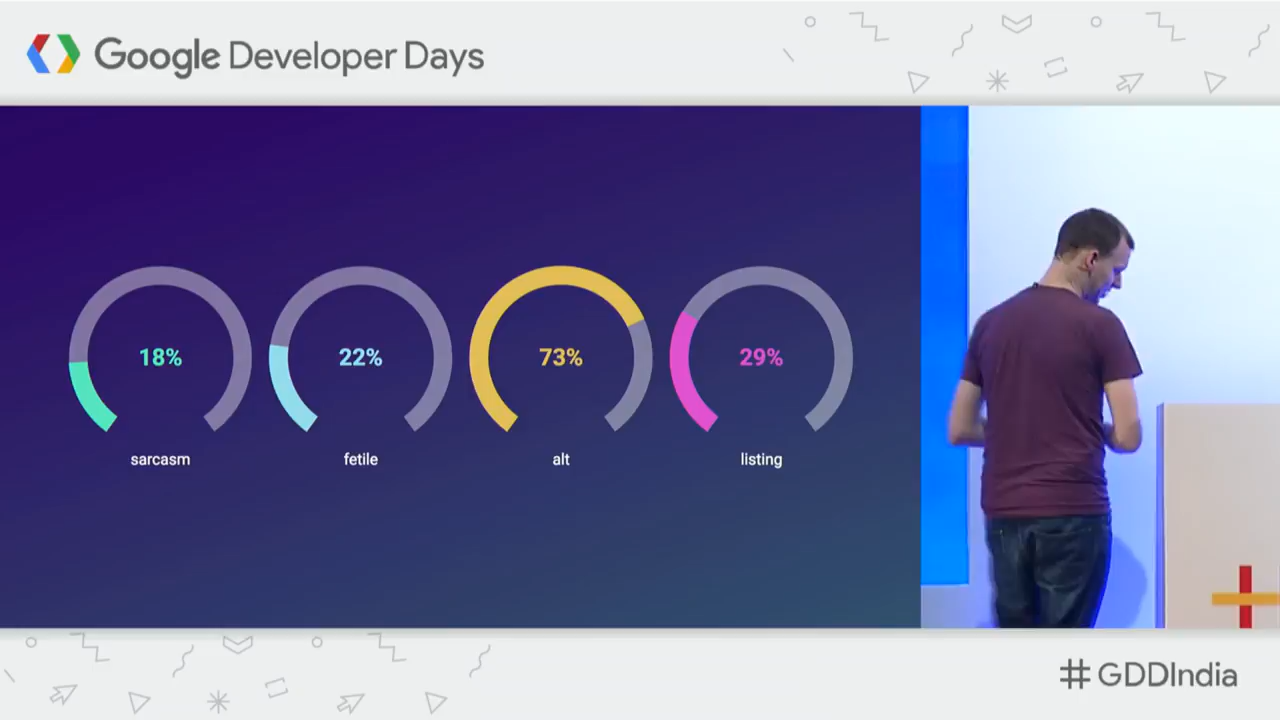 Google Developer Days
18%
22%
73%
29%
sarcasm
fetile
alt
listing
#GDDIndia